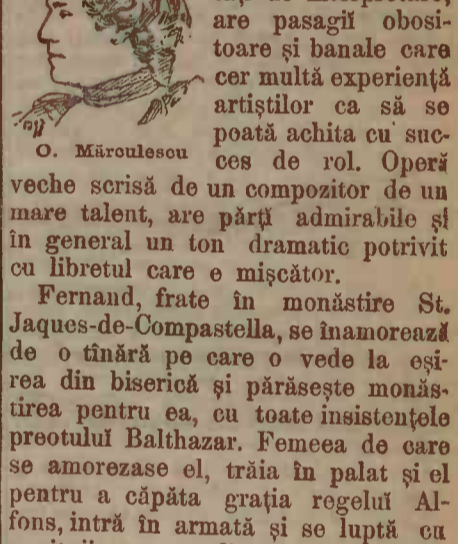 are pasagiĭ obosi-
toare și banale care
cer multă experiență
artiștilor ca să se
poată achita cu suc-
ces de rol. Operă
O. Măroulescu
veche scrisă de un compozitor de un
mare talent, are părțĭ admirabile șĭ
în general un ton dramatic potrivit
cu libretul care e mișcător.
Fernand, frate în monăstire St.
Jaques-de-Compastella, se înamorează
de o tînără pe care o vede la eși-
rea din biserică și părăsește monăs-
tirea pentru ea, cu toate insistențele
preotuluĭ Balthazar. Femeea de care
se amorezase el, trăia în palat și el
pentru a căpăta grația regeluĭ Al-
fons, intră în armată și se luptă cu